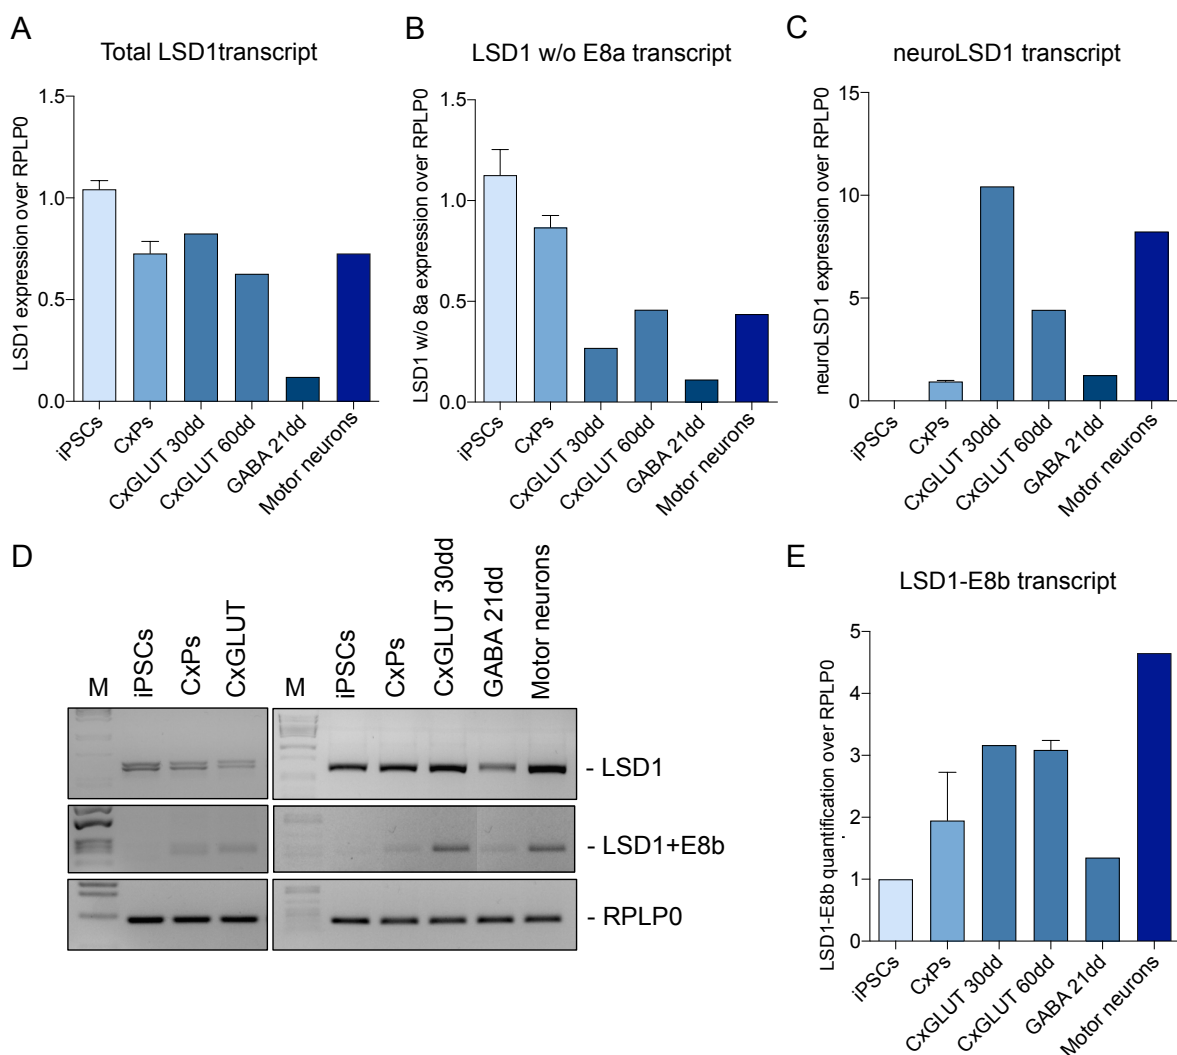 A
Total LSD1transcript
LSD1 expression over RPLP0
1.5
1.0
0.5
0.0
iPSCs
CxPs
CxGLUT 30dd
CxGLUT 60dd
GABA 21dd
Motor neurons
B
LSD1 w/o E8a transcript
LSD1 w/o 8a expression over RPLP0
1.5
1.0
0.5
0.0
iPSCs
CxPs
CxGLUT 30dd
CxGLUT 60dd
GABA 21dd
Motor neurons
C
neuroLSD1 transcript
neuroLSD1 expression over RPLP0
15
10
5
0
iPSCs
CxPs
CxGLUT 30dd
CxGLUT 60dd
GABA 21dd
Motor neurons
D
M
iPSCs
CxPs
CxGLUT
M
iPSCs
CxPs
CxGLUT 30dd
GABA 21dd
Motor neurons
- LSD1
- LSD1+E8b
- RPLP0
E
LSD1-E8b transcript
LSD1-E8b quantification over RPLP0
5
4
3
2
1
0
iPSCs
CxPs
CxGLUT 30dd
CxGLUT 60dd
GABA 21dd
Motor neurons